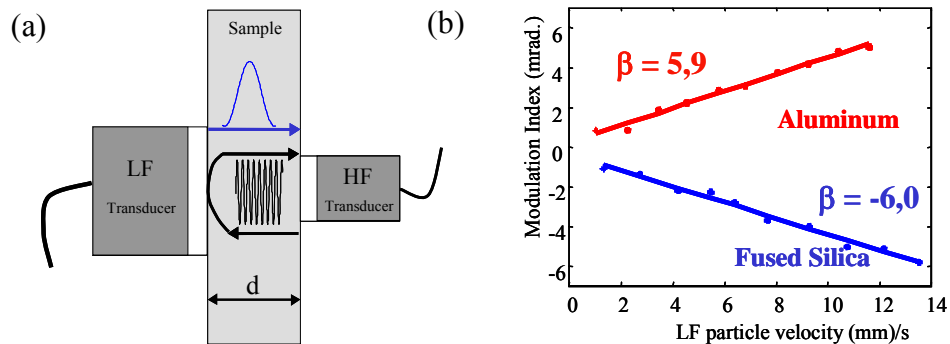 (a)
Sample
LF
Transducer
HF
Transducer
d
(b)
Modulation Index (mrad.)
6
4
2
0
-2
-4
-6
β = 5,9
Aluminum
β = -6,0
Fused Silica
0 2 4 6 8 10 12 14
LF particle velocity (mm)/s